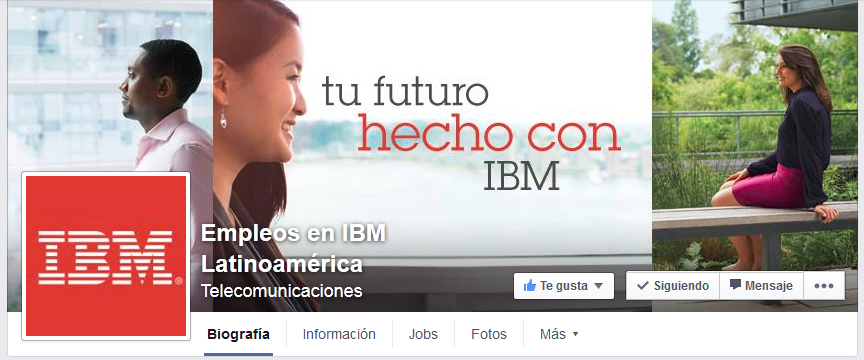 tu futuro
hecho con
IBM
IBM®
Empleos en IBM
Latinoamérica
Telecomunicaciones
Te gusta
Siguiendo
Mensaje
Biografía
Información
Jobs
Fotos
Más